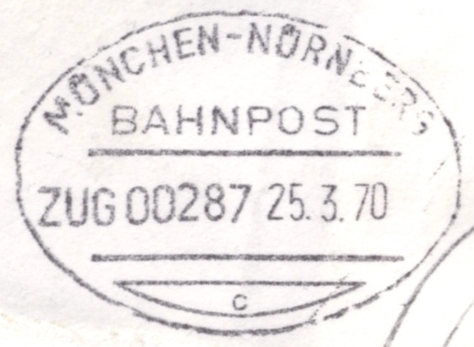 MÜNCHEN-NÜRNBERG
BAHNPOST
ZUG 00287 25.3.70
c